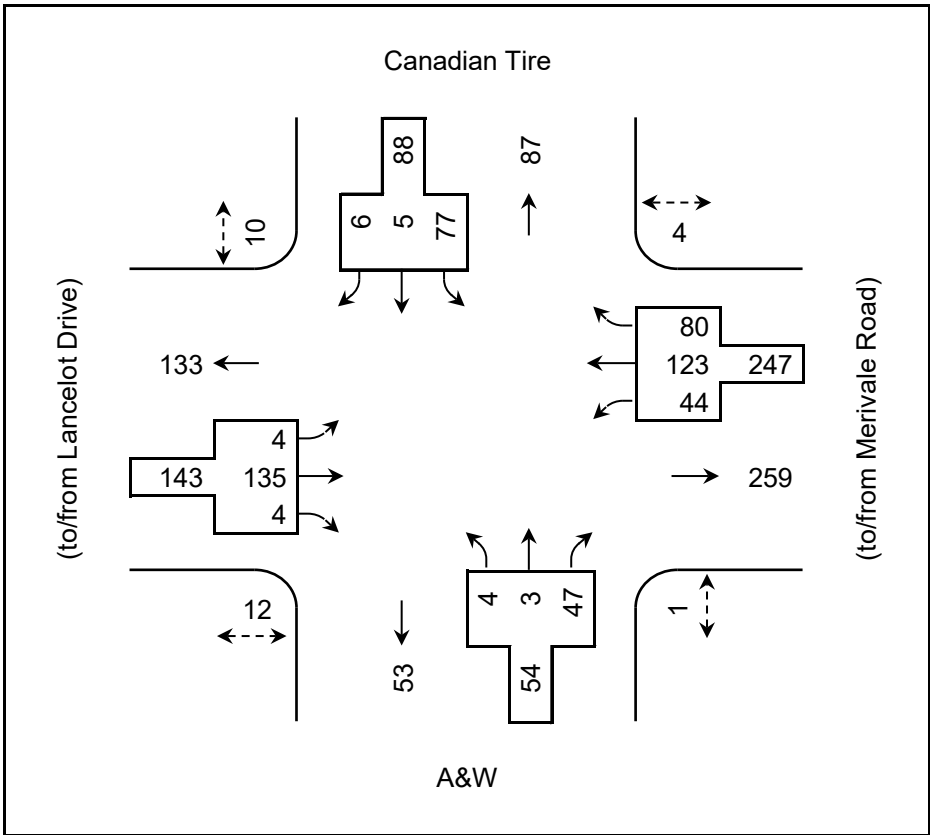 Canadian Tire
88
87
6 5 77
10
4
(to/from Lancelot Drive)
(to/from Merivale Road)
80
133
123 247
44
4
143 135
259
4
4 3 47
12
1
53
54
A&W